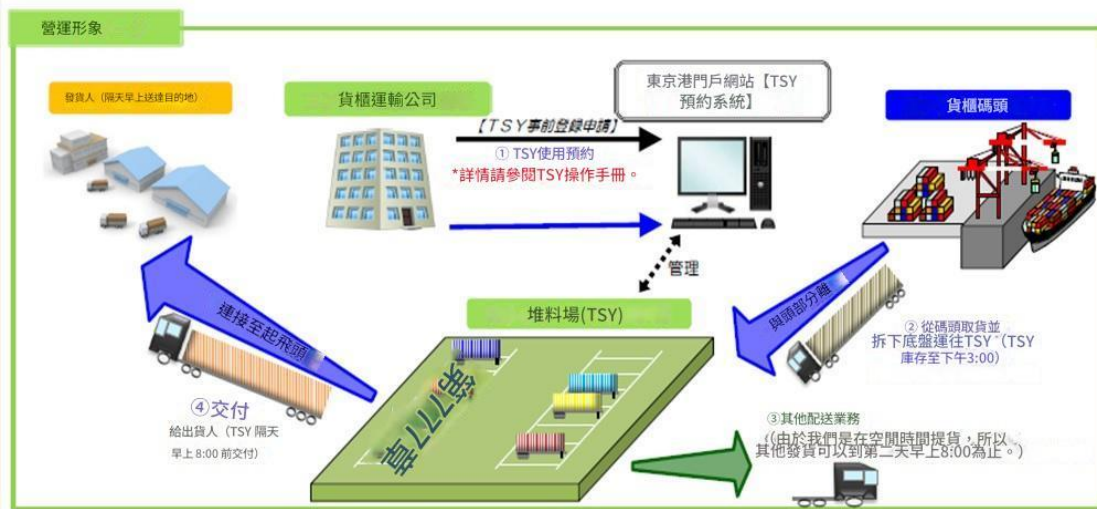 營運形象
發貨人（隔天早上送達目的地）
貨櫃運輸公司
東京港門戶網站【TSY
預約系統】
貨櫃碼頭
【TSY事前登録申請】
① TSY使用預約
*詳情請參閱TSY操作手冊。
管理
堆料場(TSY)
與頭部分離
② 從碼頭取貨並
拆下底盤運往TSY（TSY
庫存至下午3:00）
連接至起飛頭
④交付
給出貨人（TSY 隔天
早上 8:00 前交付）
第777章
③其他配送業務
（(由於我們是在空閒時間提貨，所以
其他發貨可以到第二天早上8:00為止。）